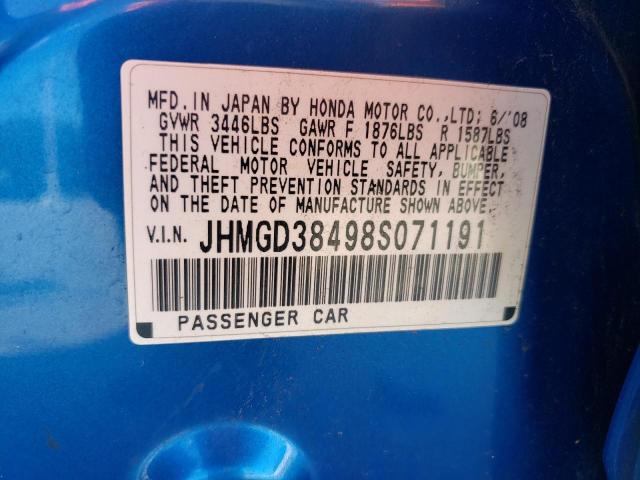 MFD. IN JAPAN BY HONDA MOTOR CO.,LTD; 6/'08
GVWR 3446LBS GAWR F 1876LBS R 1587LBS
THIS VEHICLE CONFORMS TO ALL APPLICABLE
FEDERAL MOTOR VEHICLE SAFETY, BUMPER,
AND THEFT PREVENTION STANDARDS IN EFFECT
ON THE DATE OF MANUFACTURE SHOWN ABOVE.
V.I.N. JHMGD38498S071191
PASSENGER CAR